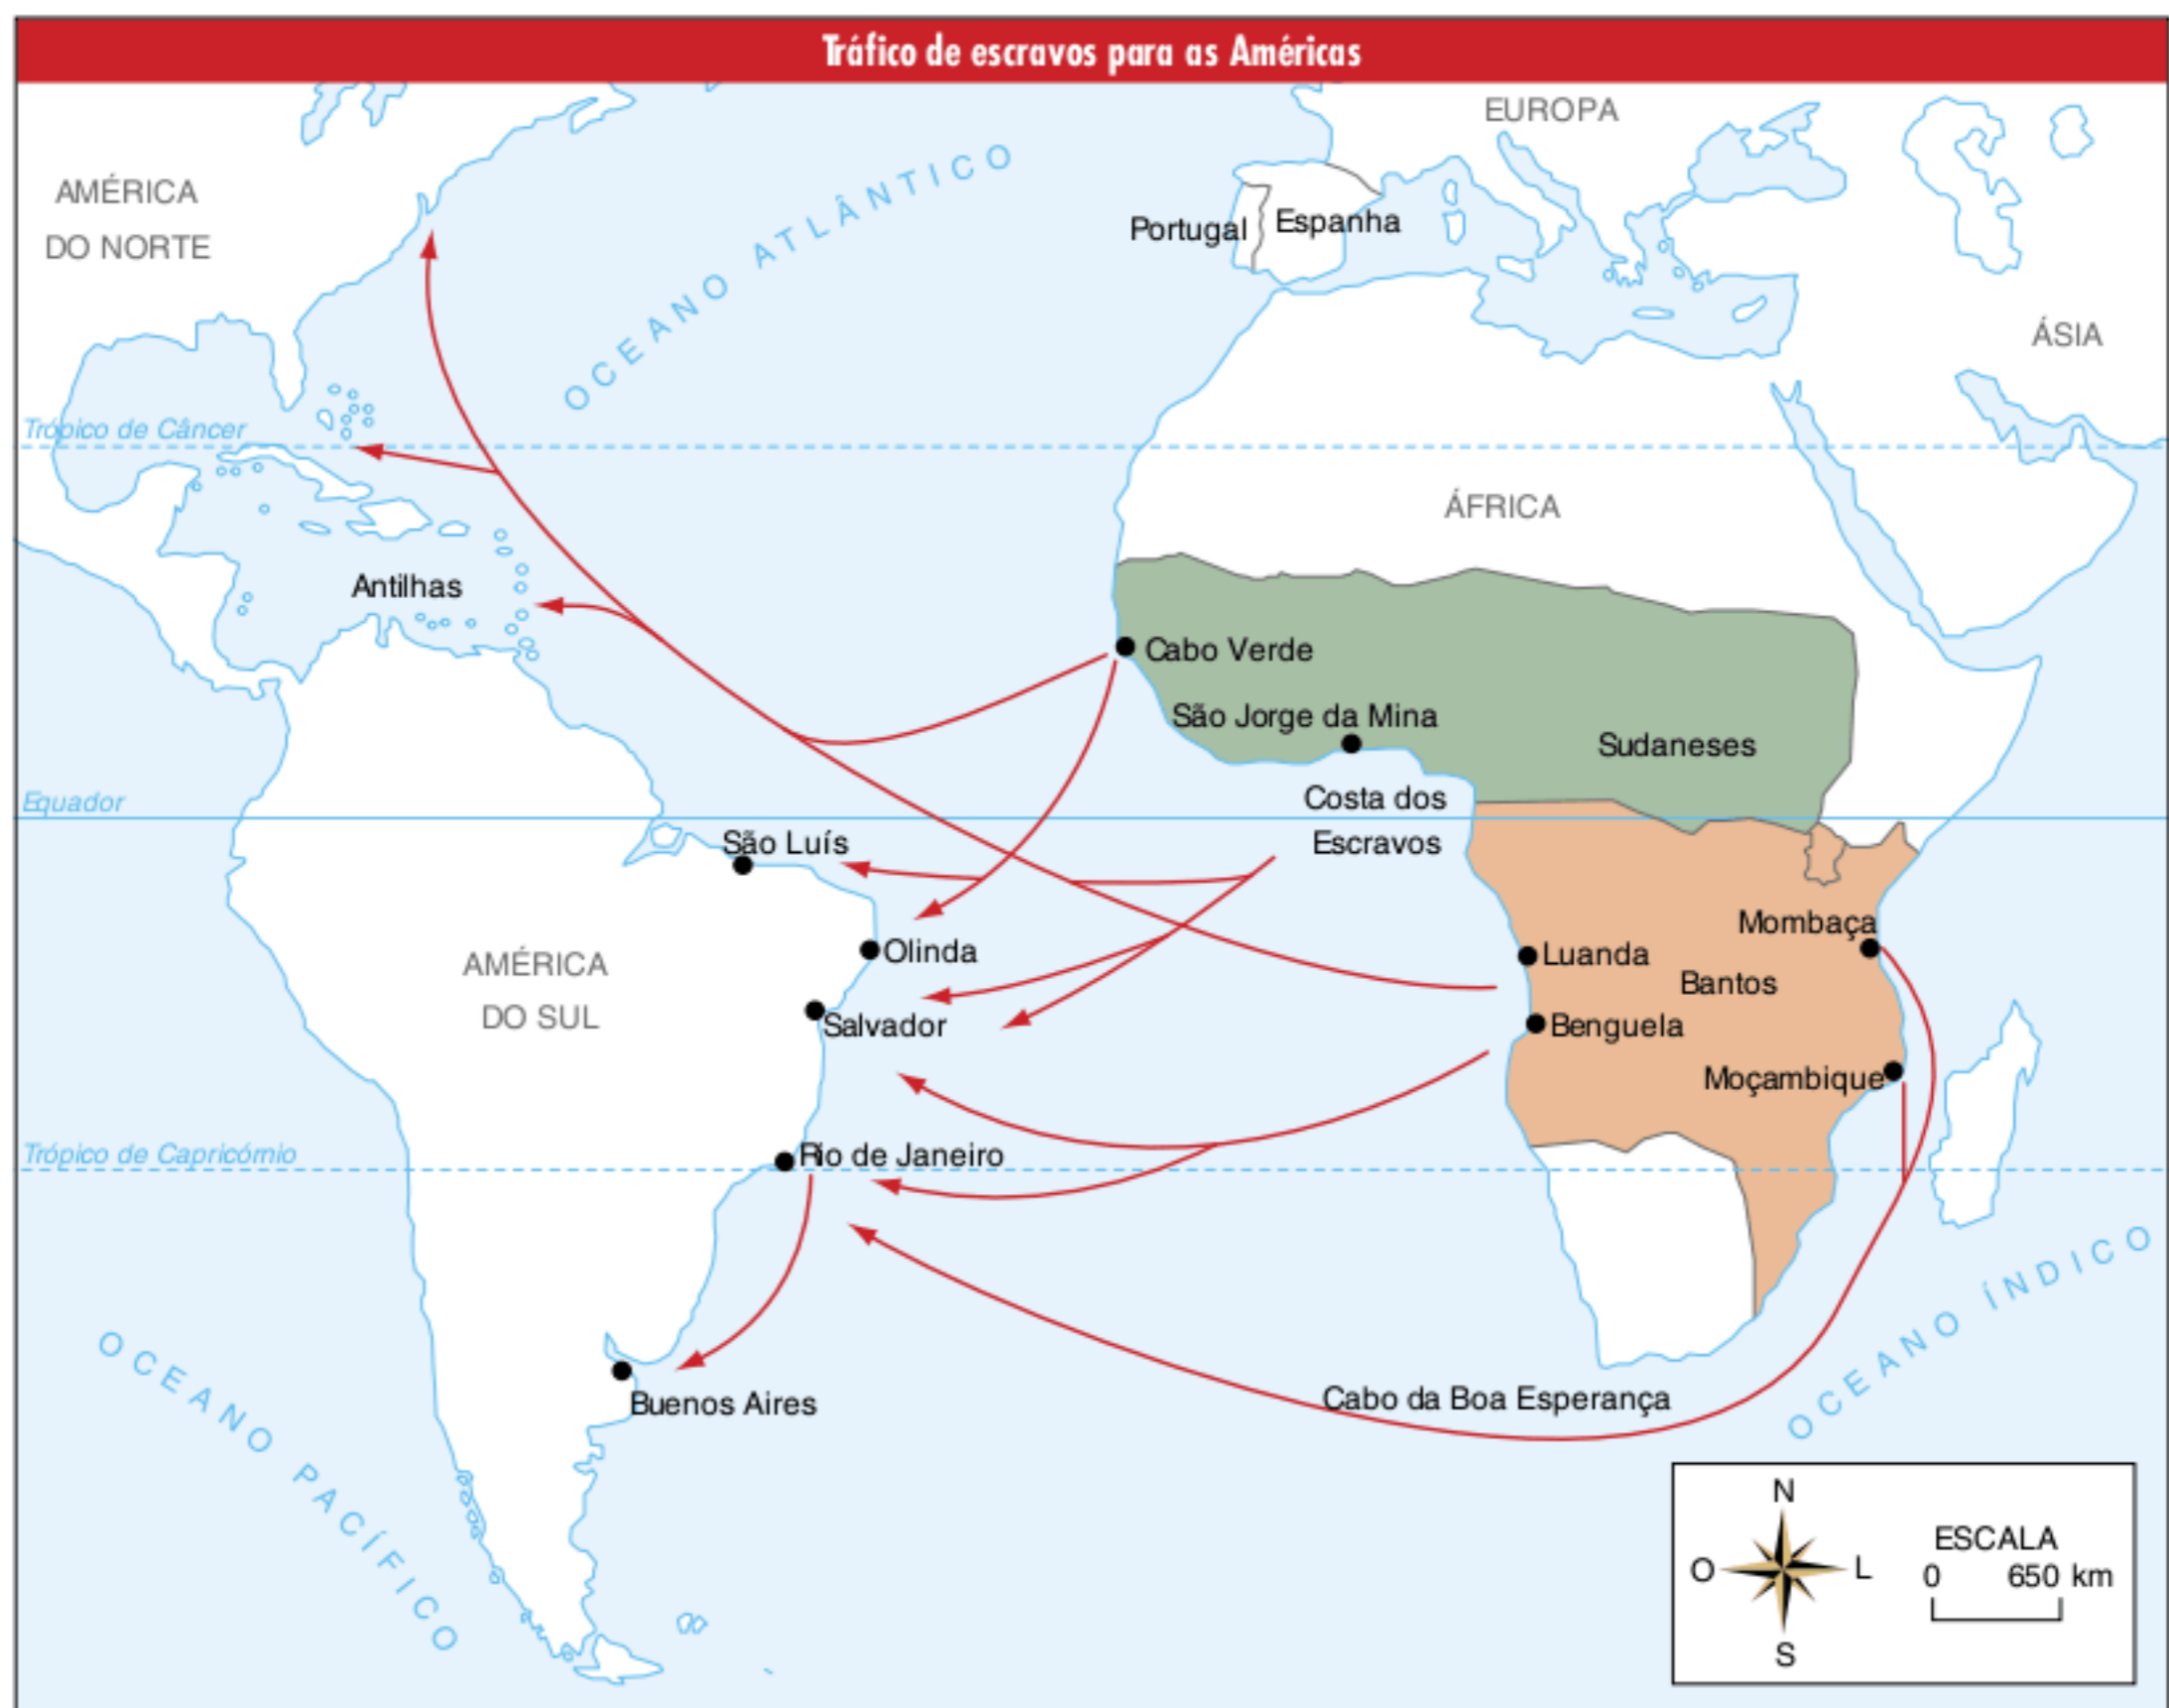 Tráfico de escravos para as Américas
EUROPA
AMÉRICA
DO NORTE
OCEANO ATLÂNTICO
Portugal
Espanha
ÁSIA
Trópico de Câncer
ÁFRICA
Antilhas
Cabo Verde
São Jorge da Mina
Sudaneses
Equador
Costa dos
Escravos
São Luís
Mombaça
Olinda
Luanda
AMÉRICA
DO SUL
Bantos
Salvador
Benguela
Moçambique
Trópico de Capricórnio
Rio de Janeiro
OCEANO ÍNDICO
OCEANO PACÍFICO
Buenos Aires
Cabo da Boa Esperança
N
O
L
S
ESCALA
0 650 km